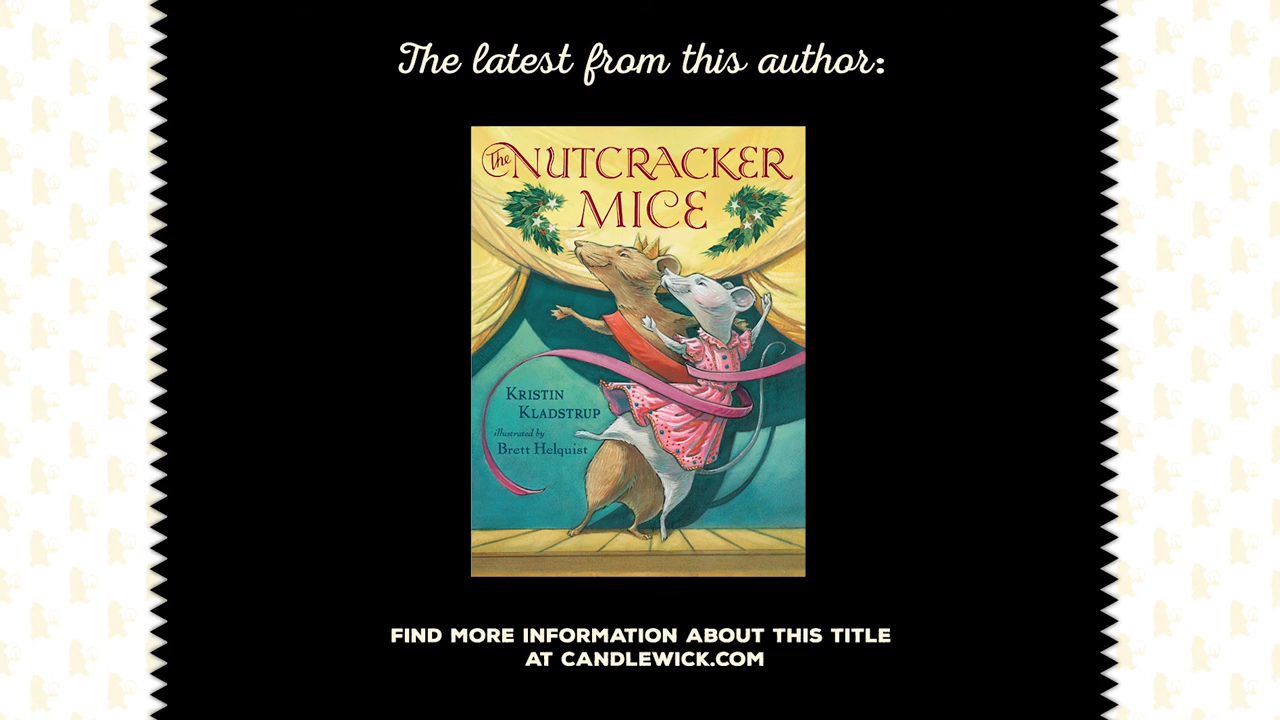 The latest from this author:
The NUTCRACKER
MICE
KRISTIN
KLADSTRUP
illustrated by
Brett Helquist
FIND MORE INFORMATION ABOUT THIS TITLE
AT CANDLEWICK.COM